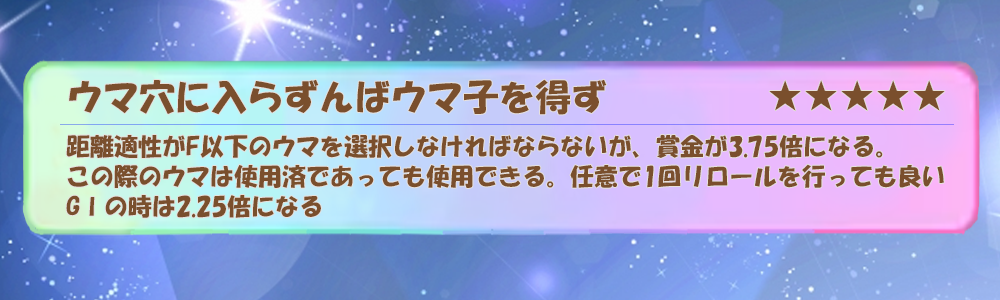 ウマ穴に入らずんばウマ子を得ず ★★★★★
距離適性がF以下のウマを選択しなければならないが、賞金が3.75倍になる。
この際のウマは使用済であっても使用できる。任意で1回リロールを行っても良い
GⅠの時は2.25倍になる